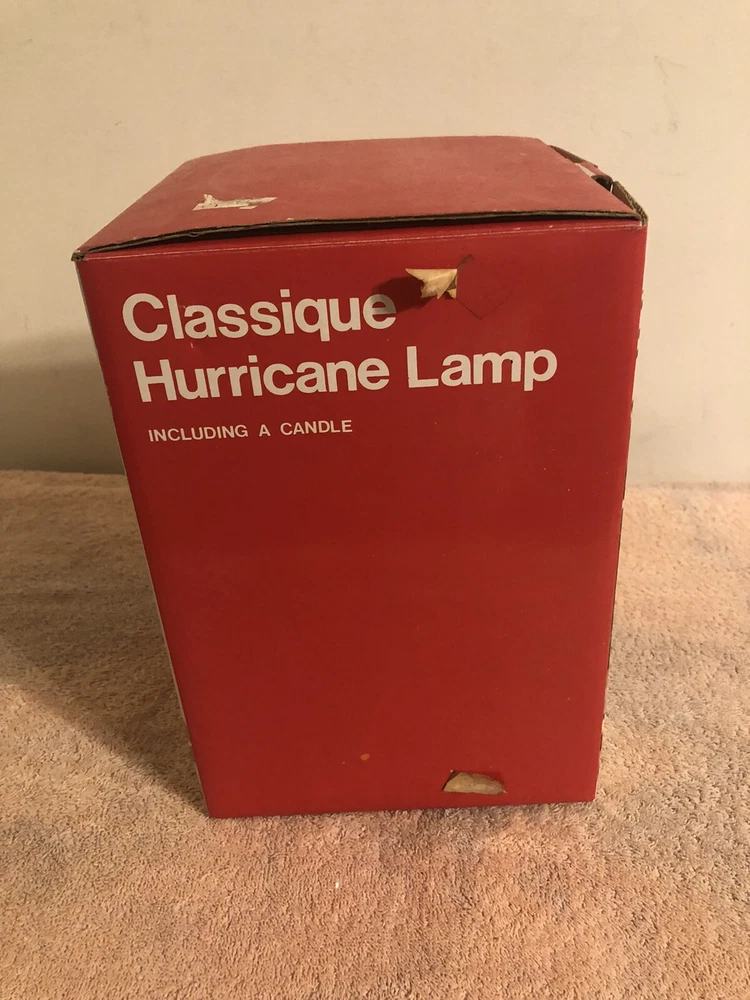 Classique
Hurricane Lamp
INCLUDING A CANDLE